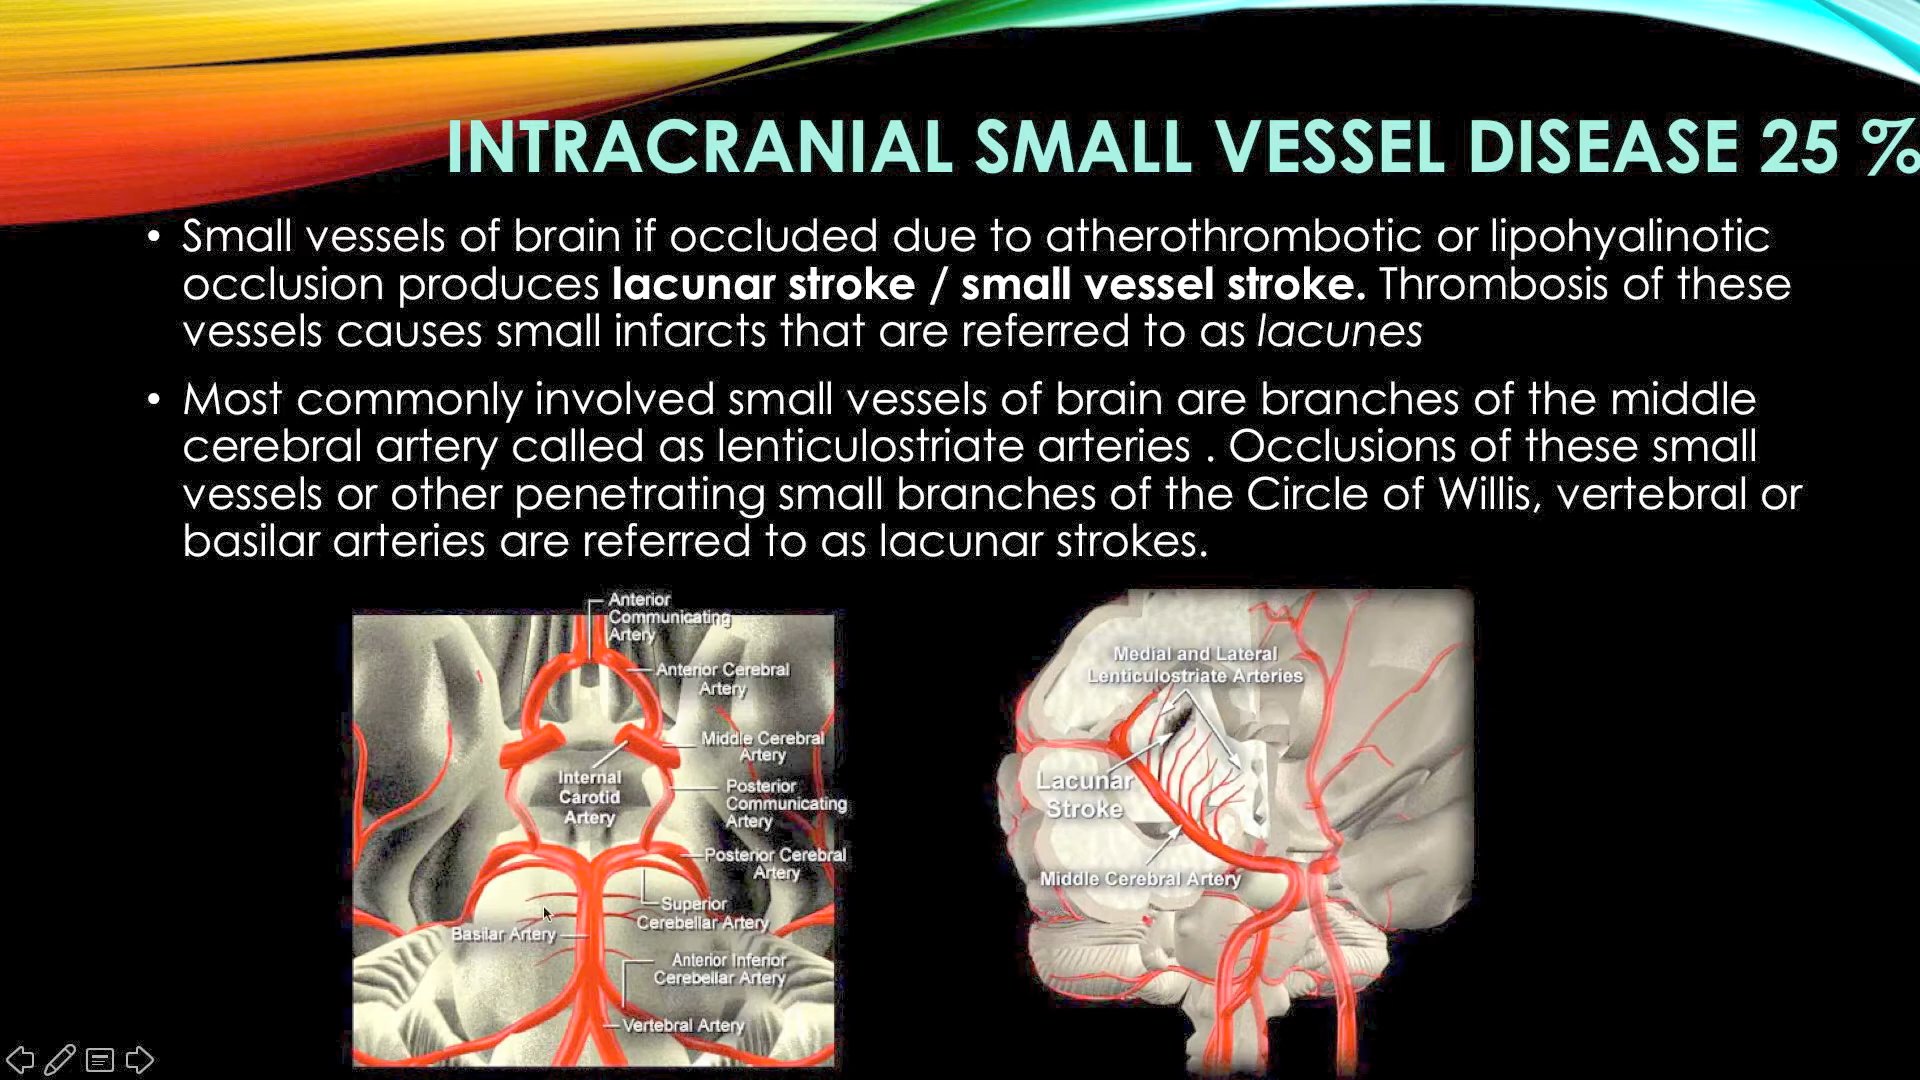 INTRACRANIAL SMALL VESSEL DISEASE 25 %
• Small vessels of brain if occluded due to atherothrombotic or lipohyalinotic
occlusion produces lacunar stroke / small vessel stroke. Thrombosis of these
vessels causes small infarcts that are referred to as lacunes
• Most commonly involved small vessels of brain are branches of the middle
cerebral artery called as lenticulostriate arteries . Occlusions of these small
vessels or other penetrating small branches of the Circle of Willis, vertebral or
basilar arteries are referred to as lacunar strokes.
Anterior
Communicating
Artery
Anterior Cerebral
Artery
Middle Cerebral
Artery
Internal
Carotid
Artery
Posterior
Communicating
Artery
Posterior Cerebral
Artery
Superior
Cerebellar Artery
Basilar Artery
Anterior Inferior
Cerebellar Artery
Vertebral Artery
Medial and Lateral
Lenticulostriate Arteries
Lacunar
Stroke
Middle Cerebral Artery